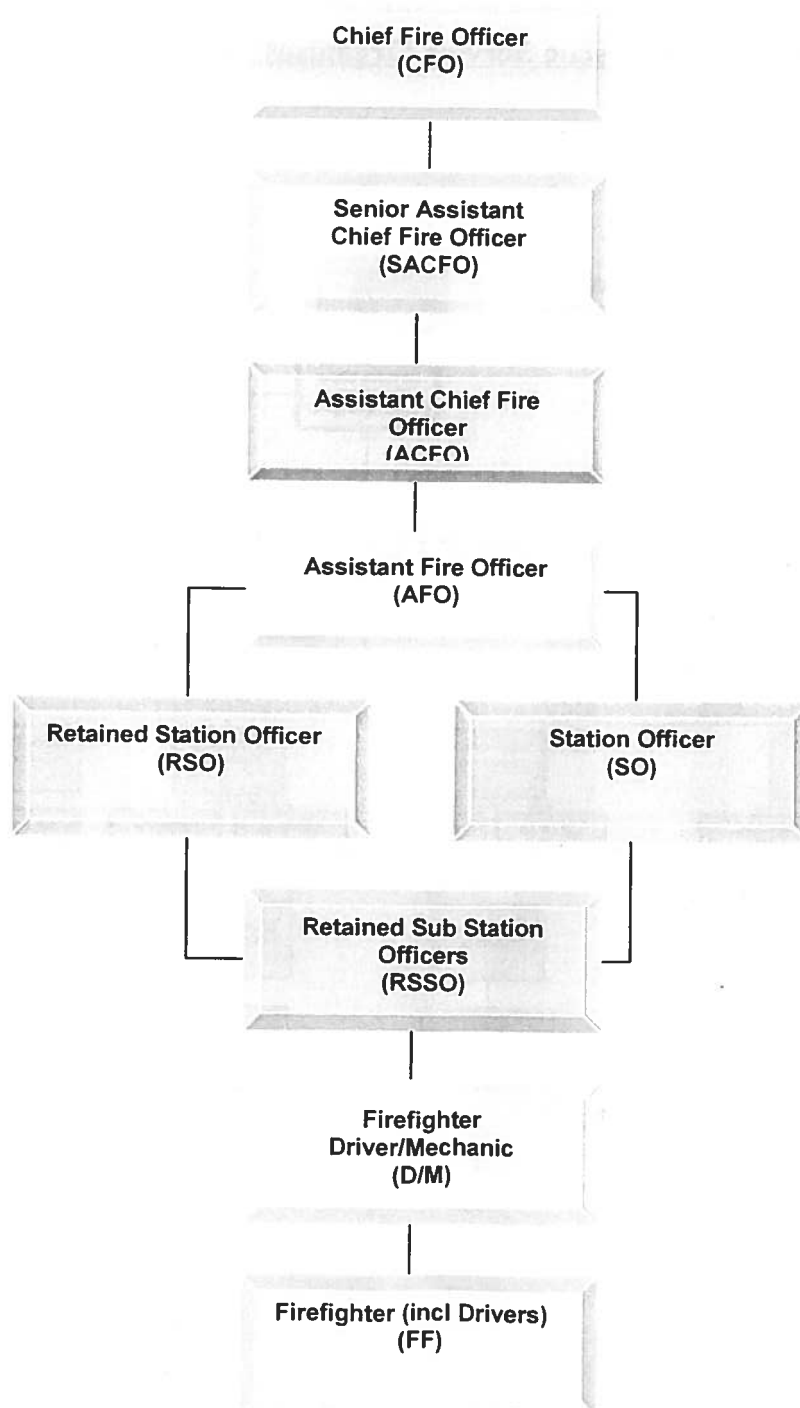 Chief Fire Officer
(CFO)
Senior Assistant
Chief Fire Officer
(SACFO)
Assistant Chief Fire
Officer
(ACFO)
Assistant Fire Officer
(AFO)
Retained Station Officer
(RSO)
Station Officer
(SO)
Retained Sub Station
Officers
(RSSO)
Firefighter
Driver/Mechanic
(D/M)
Firefighter (incl Drivers)
(FF)